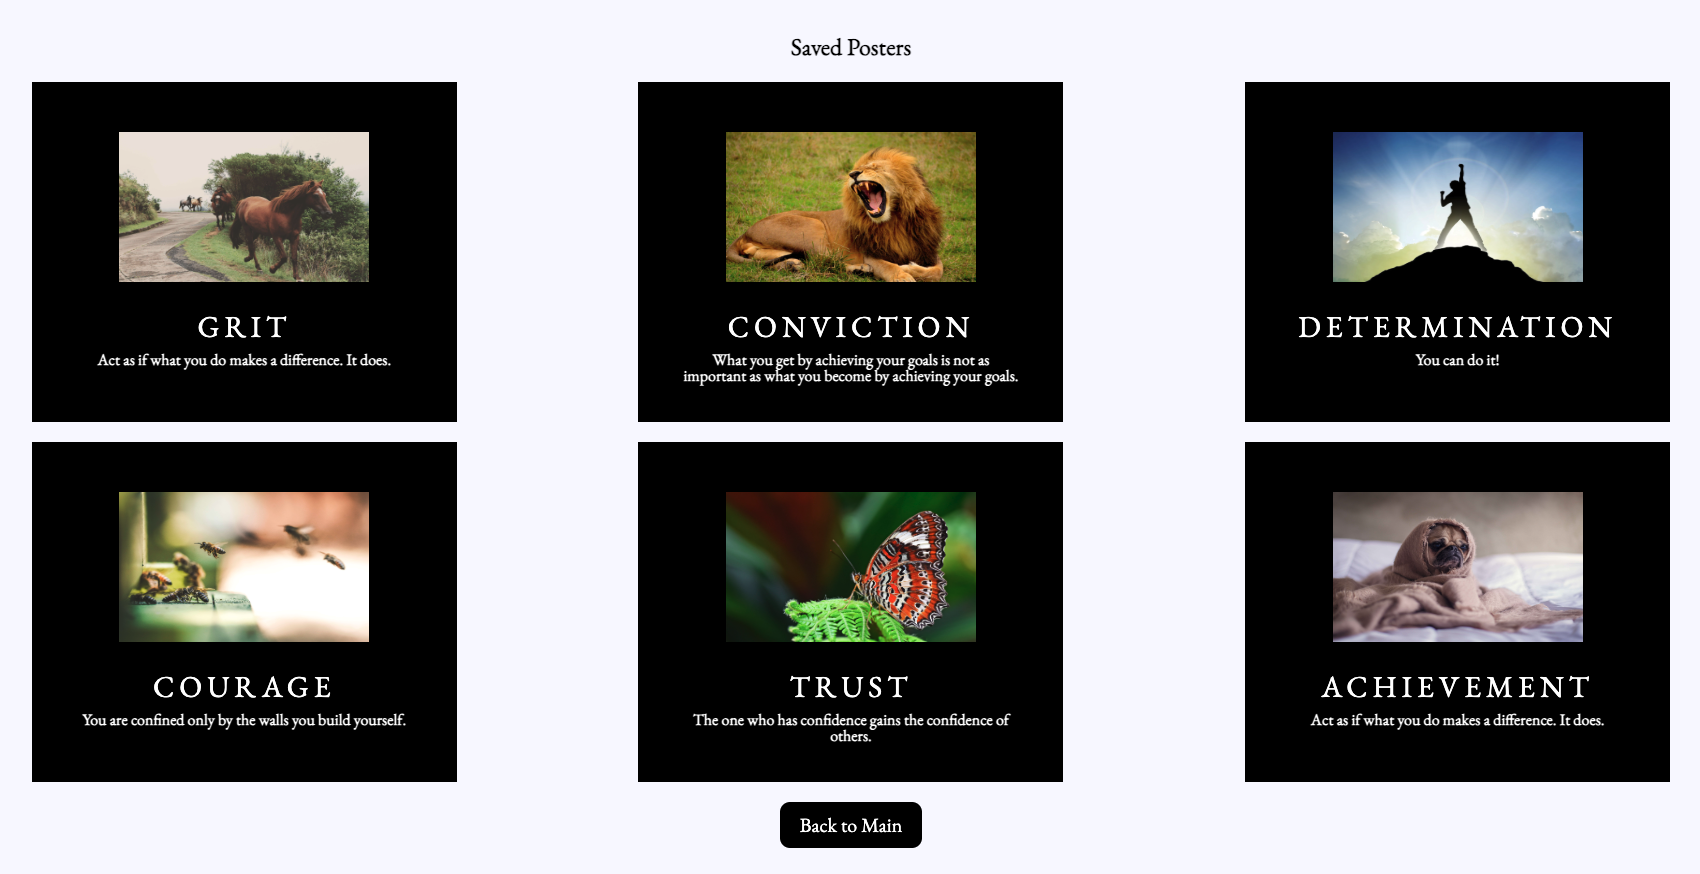 Saved Posters
GRIT
Act as if what you do makes a difference. It does.
CONVICTION
What you get by achieving your goals is not as
important as what you become by achieving your goals.
DETERMINATION
You can do it!
COURAGE
You are confined only by the walls you build yourself.
TRUST
The one who has confidence gains the confidence of
others.
ACHIEVEMENT
Act as if what you do makes a difference. It does.
Back to Main